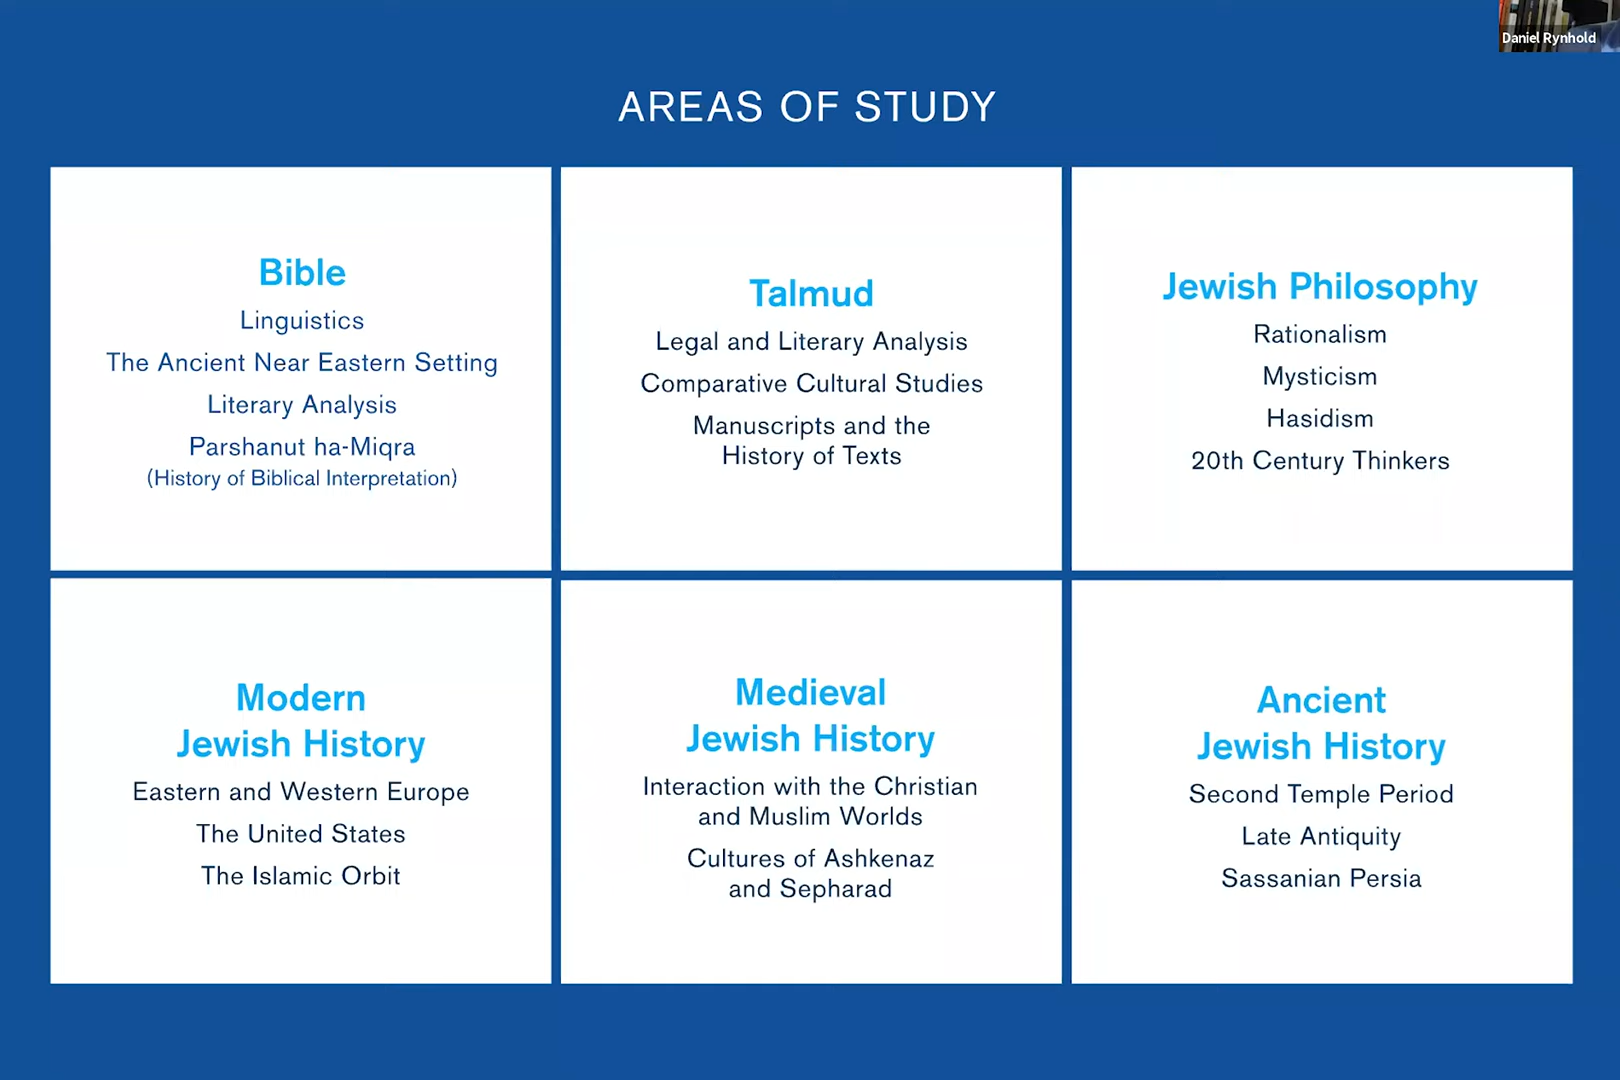 Daniel Rynhold
AREAS OF STUDY
Bible
Linguistics
The Ancient Near Eastern Setting
Literary Analysis
Parshanut ha-Miqra
(History of Biblical Interpretation)
Talmud
Legal and Literary Analysis
Comparative Cultural Studies
Manuscripts and the
History of Texts
Jewish Philosophy
Rationalism
Mysticism
Hasidism
20th Century Thinkers
Modern
Jewish History
Eastern and Western Europe
The United States
The Islamic Orbit
Medieval
Jewish History
Interaction with the Christian
and Muslim Worlds
Cultures of Ashkenaz
and Sepharad
Ancient
Jewish History
Second Temple Period
Late Antiquity
Sassanian Persia